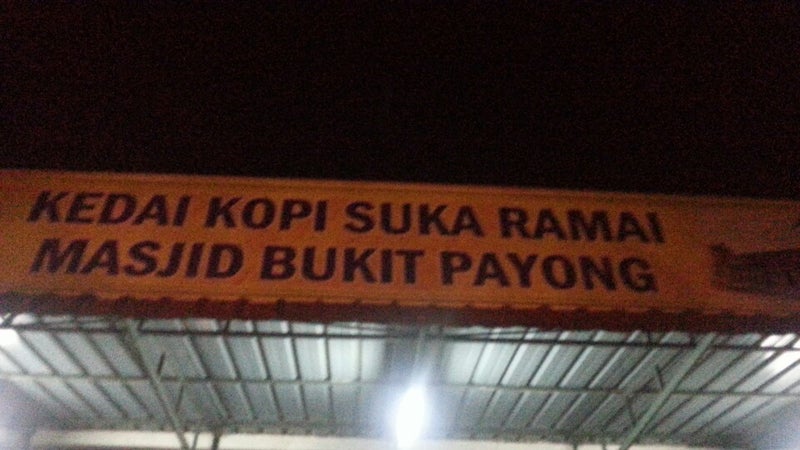 KEDAI KOPI SUKA RAMAI
MASJID BUKIT PAYONG